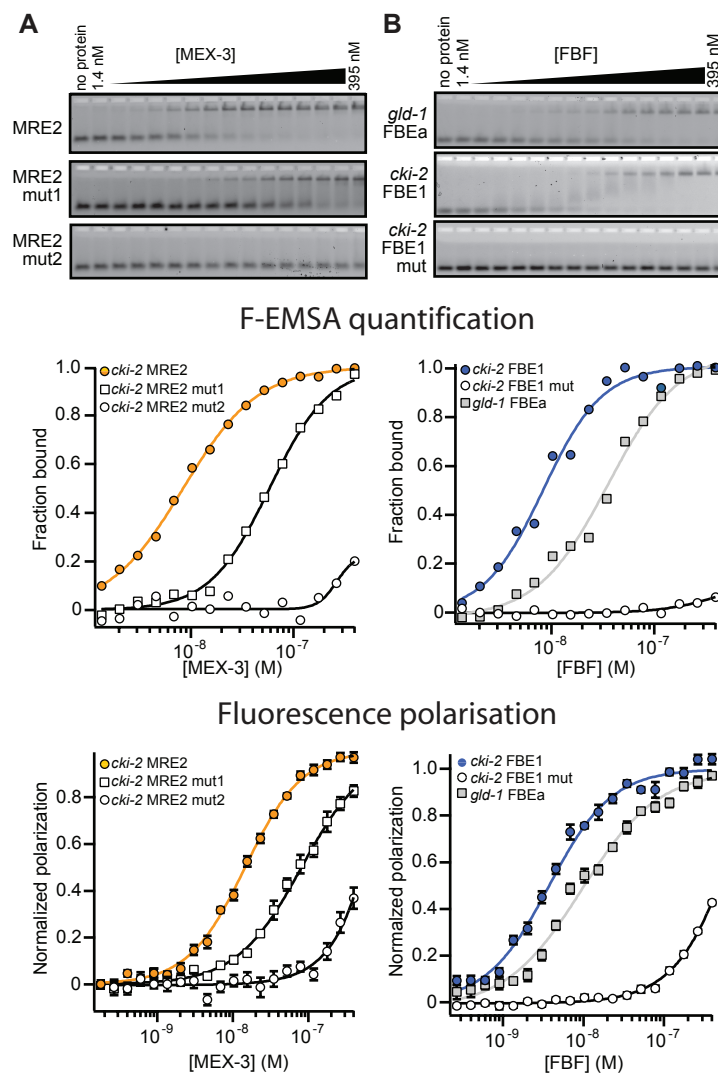 A
no protein
1.4 nM
[MEX-3]
395 nM
MRE2
MRE2
mut1
MRE2
mut2
B
no protein
1.4 nM
[FBF]
395 nM
gld-1
FBEa
cki-2
FBE1
cki-2
FBE1
mut
F-EMSA quantification
cki-2 MRE2
cki-2 MRE2 mut1
cki-2 MRE2 mut2
1.0
0.8
0.6
0.4
0.2
0
Fraction bound
10-8
10-7
[MEX-3] (M)
cki-2 FBE1
cki-2 FBE1 mut
gld-1 FBEa
1.0
0.8
0.6
0.4
0.2
0
Fraction bound
10-8
10-7
[FBF] (M)
Fluorescence polarisation
cki-2 MRE2
cki-2 MRE2 mut1
cki-2 MRE2 mut2
0.8
0.6
0.4
0.2
0
Normalized polarization
10-9
10-8
10-7
[MEX-3] (M)
cki-2 FBE1
cki-2 FBE1 mut
gld-1 FBEa
1.0
0.8
0.6
0.4
0.2
0
Normalized polarization
10-9
10-8
10-7
[FBF] (M)